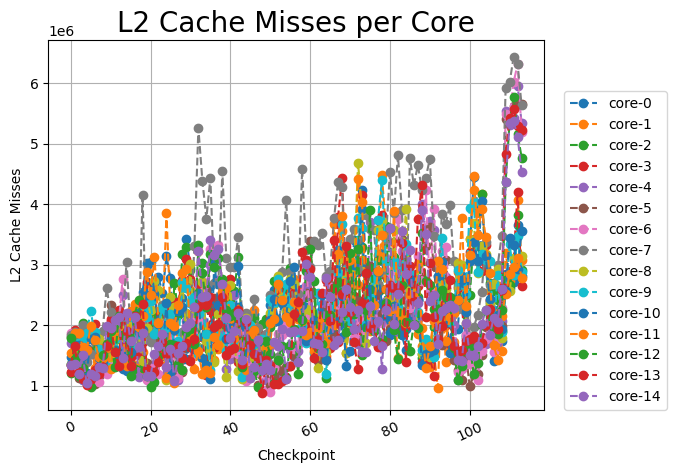 L2 Cache Misses per Core
1e6
6
5
4
3
2
1
L2 Cache Misses
0
20
40
60
80
100
Checkpoint
core-0
core-1
core-2
core-3
core-4
core-5
core-6
core-7
core-8
core-9
core-10
core-11
core-12
core-13
core-14